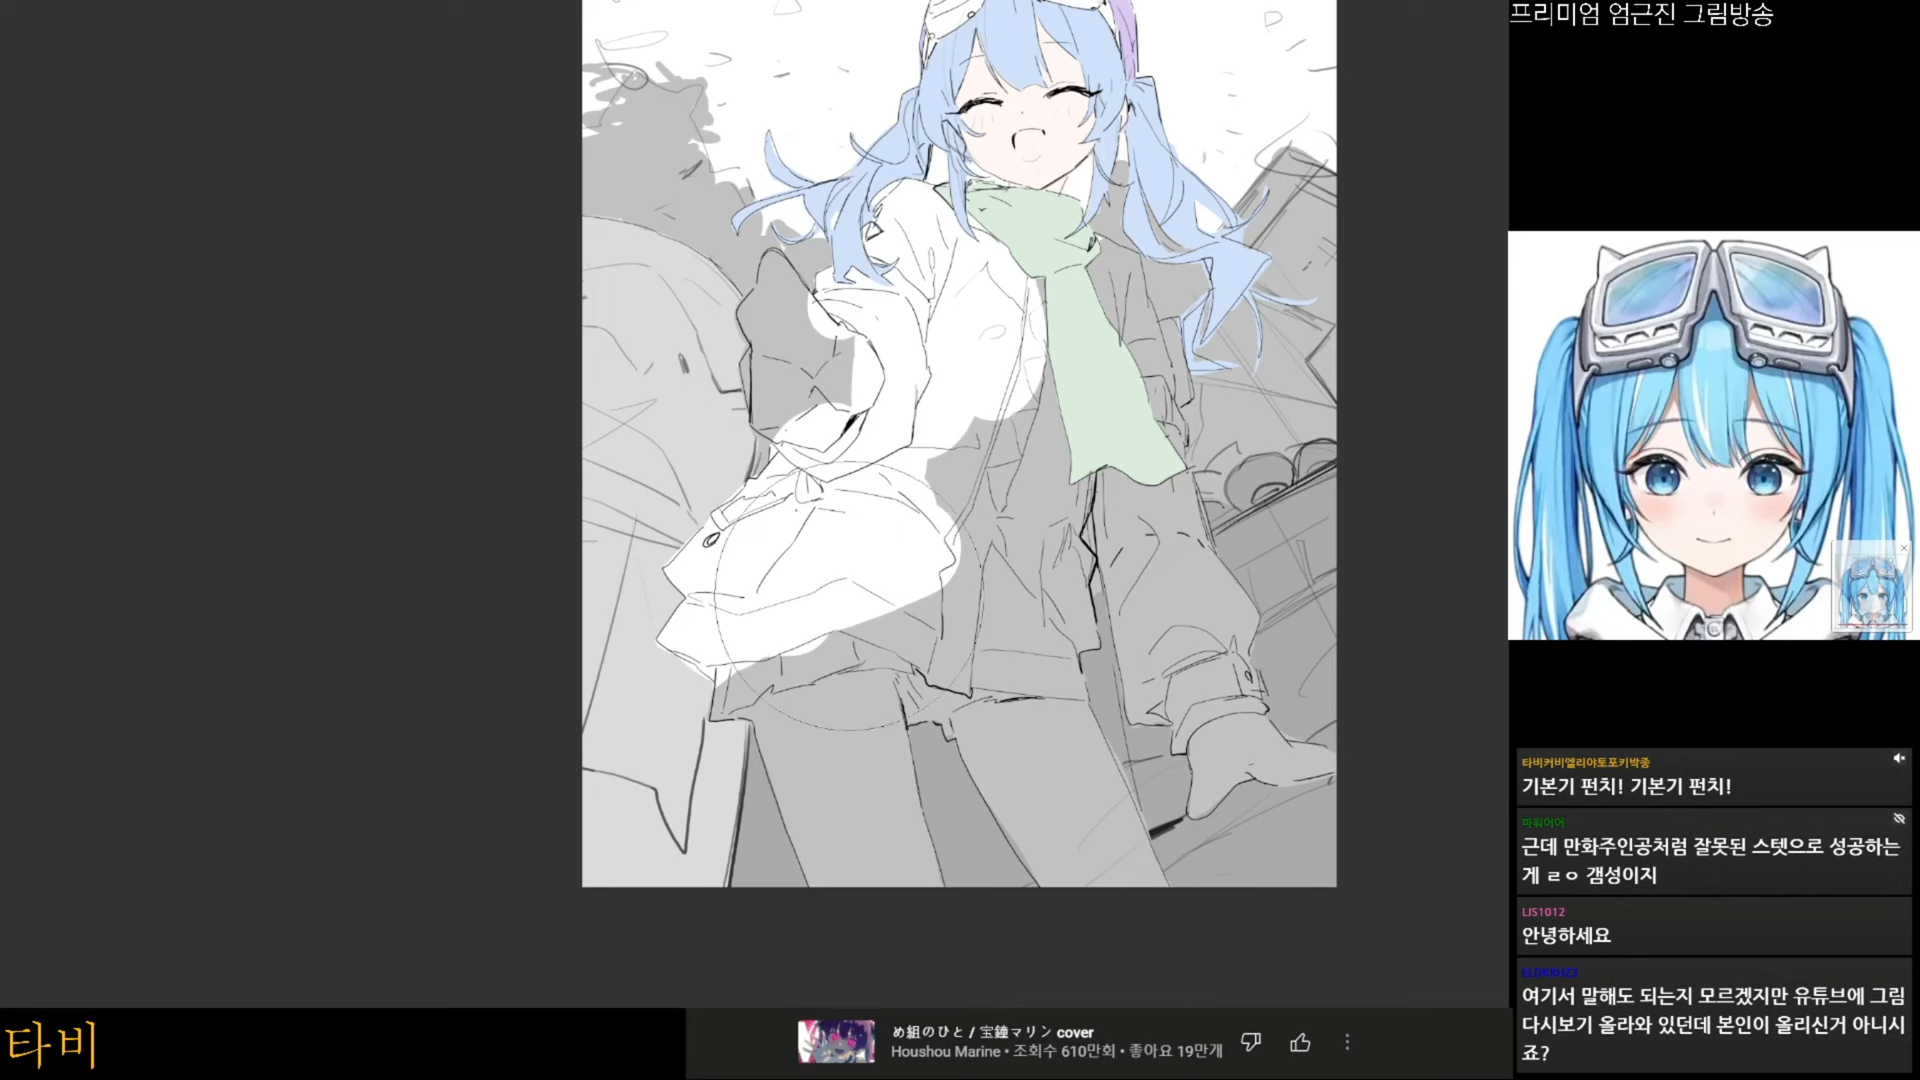 프리미엄 엄근진 그림방송
타비커비엘리야토포키박종
기본기 펀치! 기본기 펀치!
파워어어
근데 만화주인공처럼 잘못된 스텟으로 성공하는
게 ㄹㅇ 갬성이지
LJS1012
안녕하세요
여기서 말해도 되는지 모르겠지만 유튜브에 그림
다시보기 올라와 있던데 본인이 올리신거 아니시
죠?
타비
め組のひと / 宝鐘マリン cover
Houshou Marine • 조회수 610만회 • 좋아요 19만개